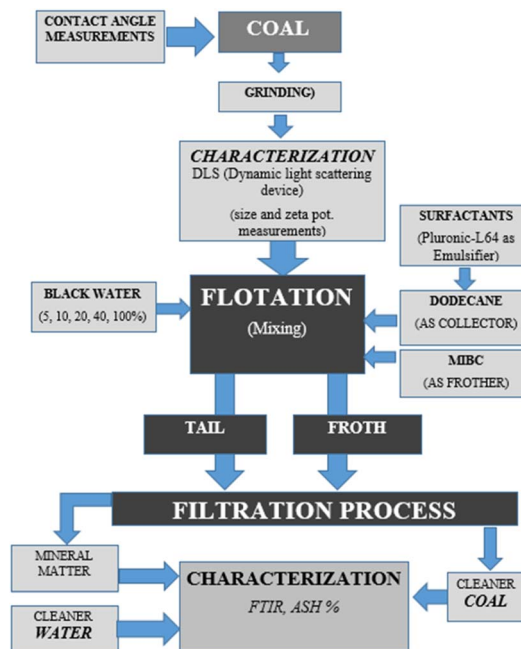 CONTACT ANGLE
MEASUREMENTS
COAL
GRINDING)
CHARACTERIZATION
DLS (Dynamic light scattering
device)
(size and zeta pot.
measurements)
SURFACTANTS
(Pluronic-L64 as
Emulsifier)
BLACK WATER
(5, 10, 20, 40, 100%)
FLOTATION
(Mixing)
DODECANE
(AS COLLECTOR)
MIBC
(AS FROTHER)
TAIL
FROTH
FILTRATION PROCESS
MINERAL
MATTER
CHARACTERIZATION
FTIR, ASH %
CLEANER
COAL
CLEANER
WATER